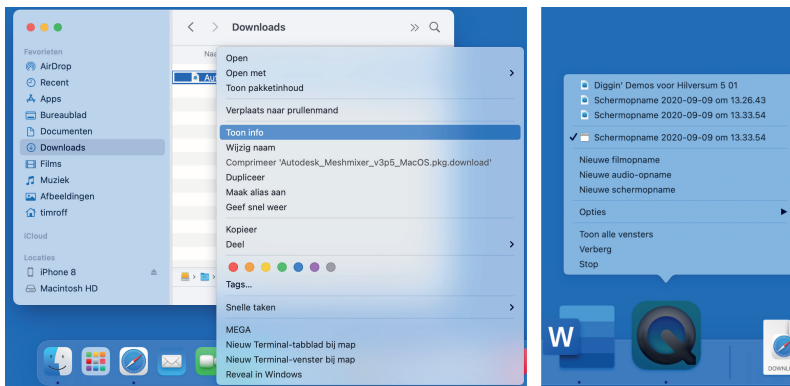 Downloads
Favorieten
AirDrop
Recent
Apps
Bureaublad
Documenten
Downloads
Films
Muziek
Afbeeldingen
timroff
iCloud
Locaties
iPhone 8
Macintosh HD
Open
Open met
Toon pakketinhoud
Verplaats naar prullenmand
Toon info
Wijzig naam
Comprimeer 'Autodesk_Meshmixer_v3p5_MacOS.pkg.download'
Dupliceer
Maak alias aan
Geef snel weer
Kopieer
Deel
Tags...
Snelle taken
MEGA
Nieuw Terminal-tabblad bij map
Nieuw Terminal-venster bij map
Reveal in Windows
Diggin' Demos voor Hilversum 5 01
Schermopname 2020-09-09 om 13.26.43
Schermopname 2020-09-09 om 13.33.54
Schermopname 2020-09-09 om 13.33.54
Nieuwe filmopname
Nieuwe audio-opname
Nieuwe schermopname
Opties
Toon alle vensters
Verberg
Stop
W